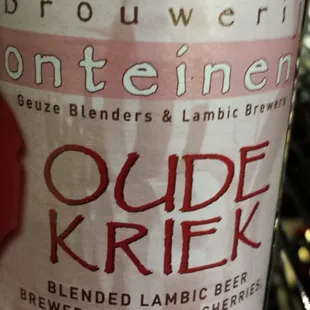 brouweri
onteinen
Geuze Blenders & Lambic Brewers
OUDE
KRIEK
BLENDED LAMBIC BEER
CHERRIES.